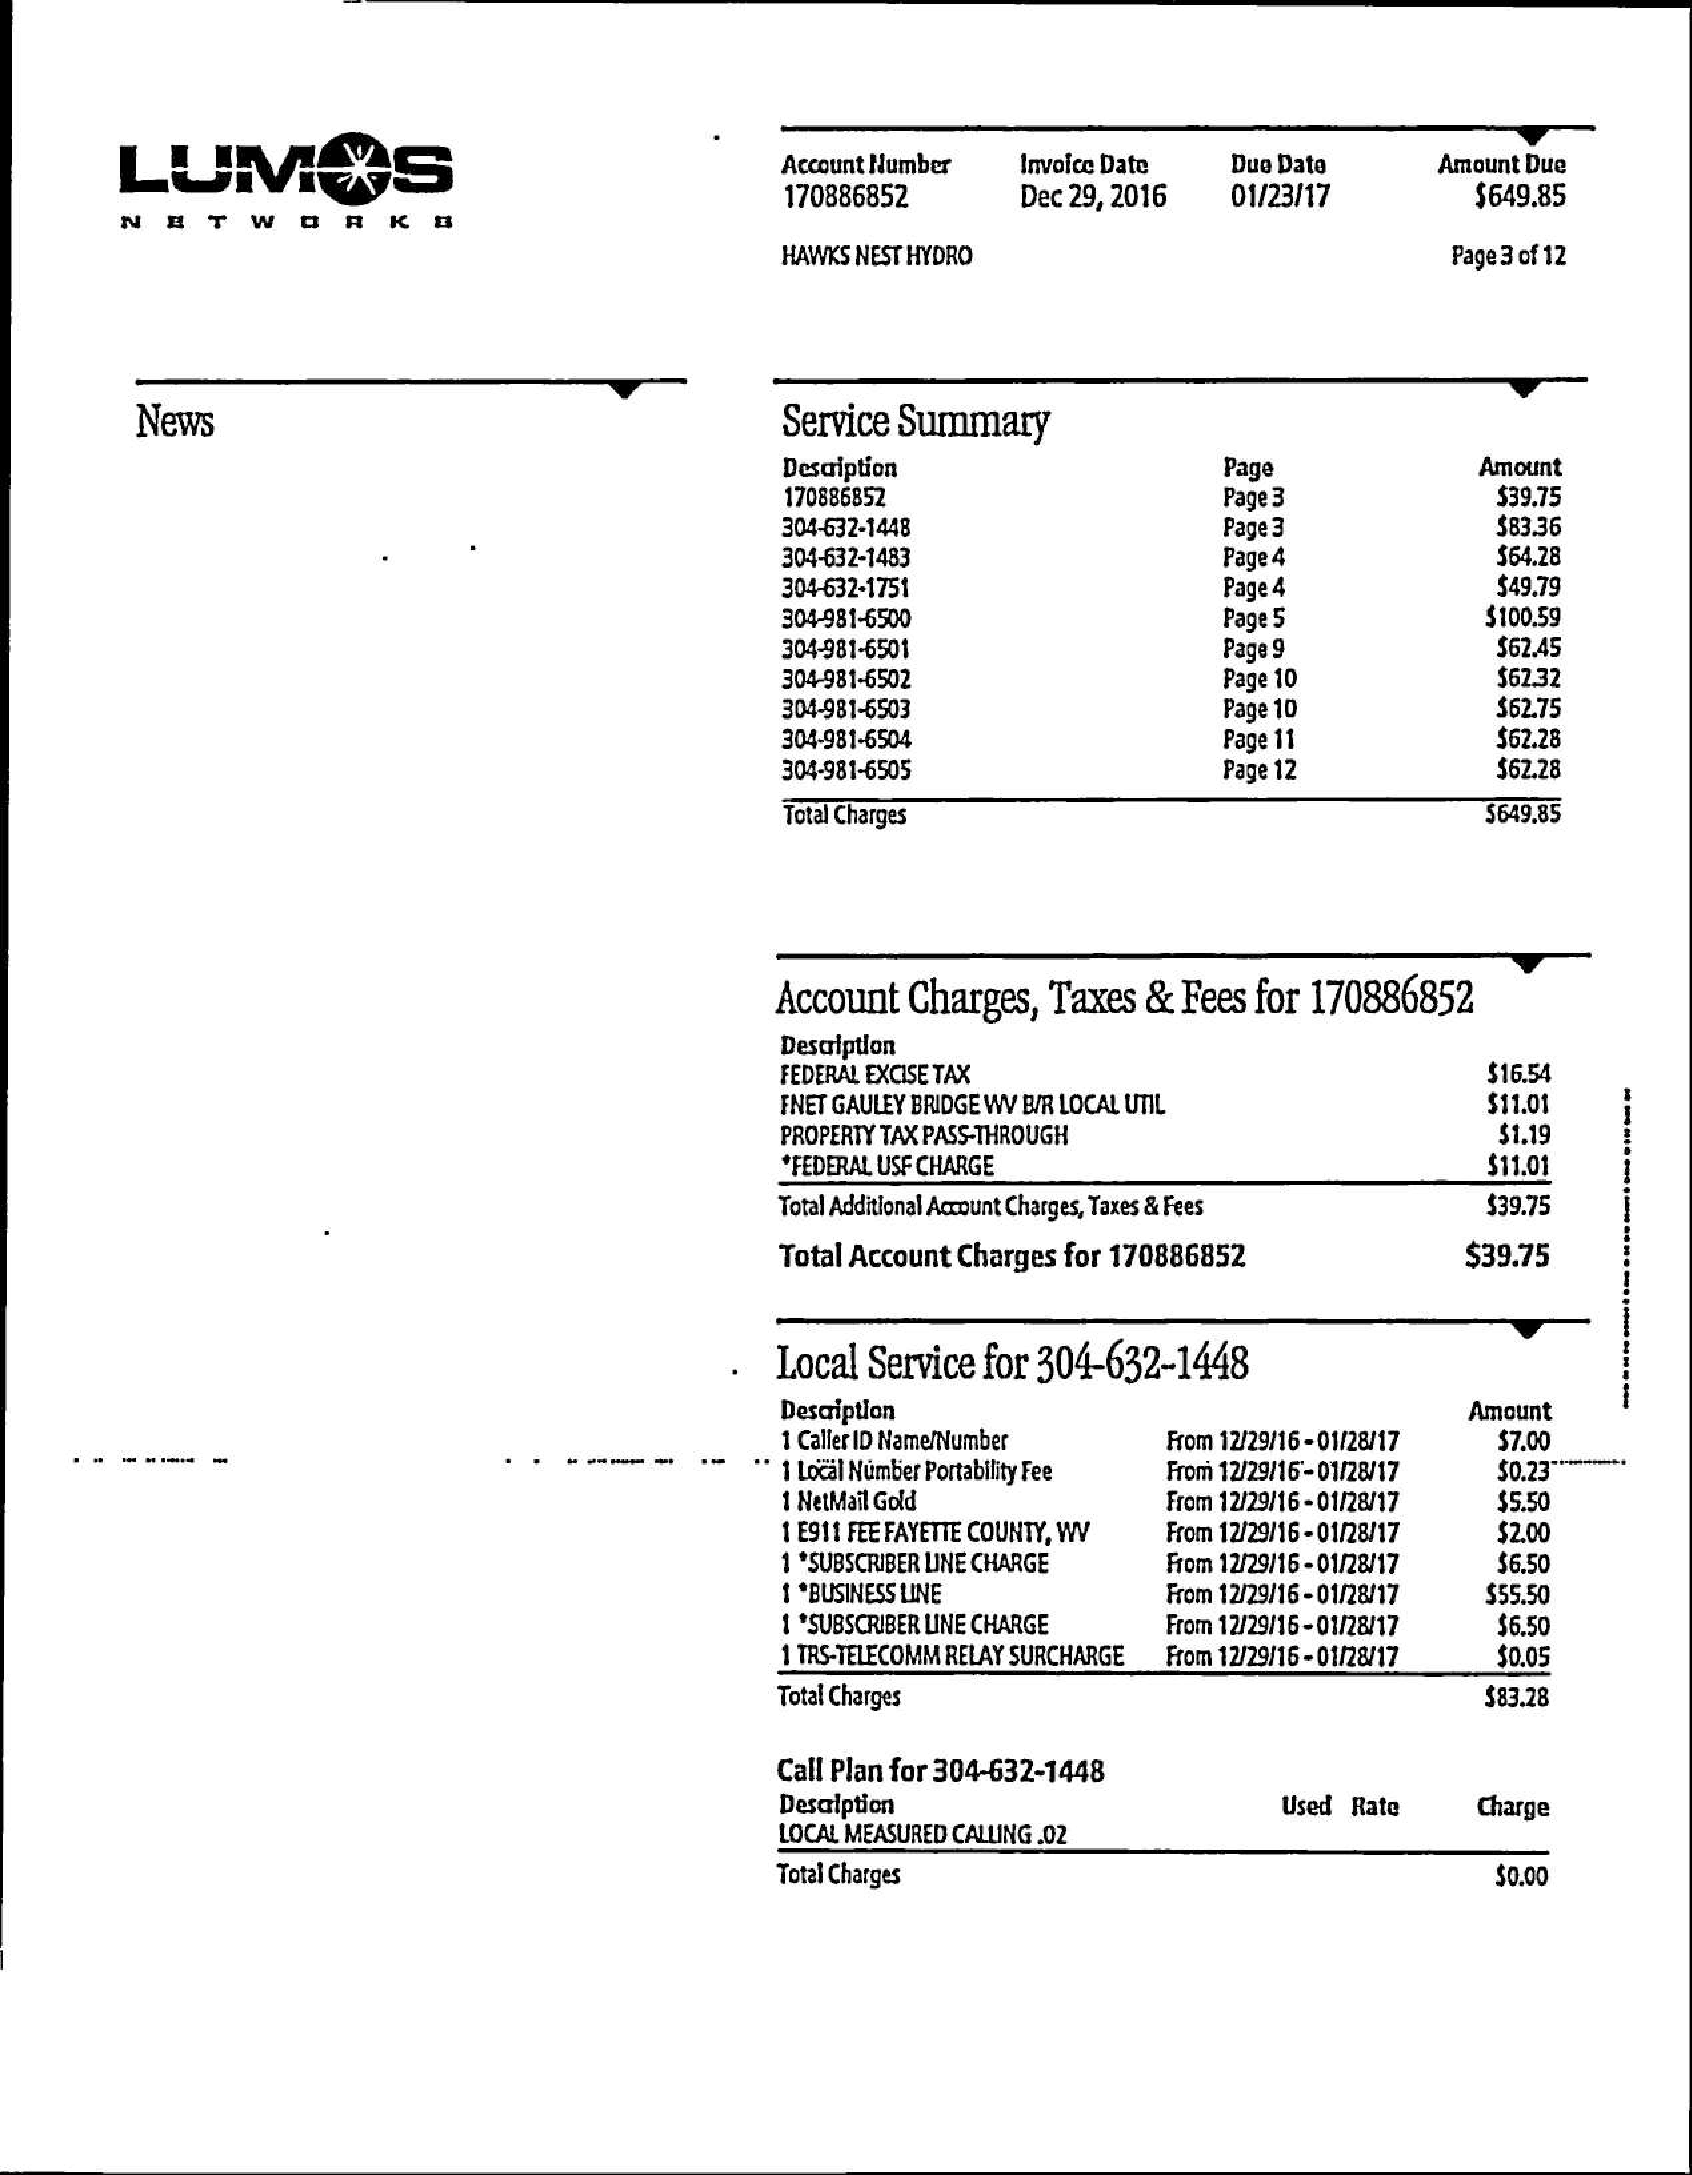 LUMOS
NETWORKS
Account Number Invoice Date Due Date Amount Due
170886852 Dec 29, 2016 01/23/17 $649.85
HAWKS NEST HYDRO Page 3 of 12
News
Service Summary
Description Page Amount
170886852 Page 3 $39.75
304-632-1448 Page 3 $83.36
304-632-1483 Page 4 $64.28
304-632-1751 Page 4 $49.79
304-981-6500 Page 5 $100.59
304-981-6501 Page 9 $62.45
304-981-6502 Page 10 $62.32
304-981-6503 Page 10 $62.75
304-981-6504 Page 11 $62.28
304-981-6505 Page 12 $62.28
Total Charges $649.85
Account Charges, Taxes & Fees for 170886852
Description
FEDERAL EXCISE TAX $16.54
FNET GAULEY BRIDGE WV B/R LOCAL UTIL $11.01
PROPERTY TAX PASS-THROUGH $1.19
*FEDERAL USF CHARGE $11.01
Total Additional Account Charges, Taxes & Fees $39.75
Total Account Charges for 170886852 $39.75
Local Service for 304-632-1448
Description Amount
1 Caller ID Name/Number From 12/29/16 - 01/28/17 $7.00
1 Local Number Portability Fee From 12/29/16 - 01/28/17 $0.23
1 NetMail Gold From 12/29/16 - 01/28/17 $5.50
1 E911 FEE FAYETTE COUNTY, WV From 12/29/16 - 01/28/17 $2.00
1 *SUBSCRIBER LINE CHARGE From 12/29/16 - 01/28/17 $6.50
1 *BUSINESS LINE From 12/29/16 - 01/28/17 $55.50
1 *SUBSCRIBER LINE CHARGE From 12/29/16 - 01/28/17 $6.50
1 TRS-TELECOMM RELAY SURCHARGE From 12/29/16 - 01/28/17 $0.05
Total Charges $83.28
Call Plan for 304-632-1448
Description Used Rate Charge
LOCAL MEASURED CALLING .02
Total Charges $0.00